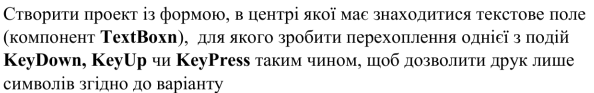 Створити проект із формою, в центрі якої має знаходитися текстове поле
(компонент TextBoxn), для якого зробити перехоплення однієї з подій
KeyDown, KeyUp чи KeyPress таким чином, щоб дозволити друк лише
символів згідно до варіанту